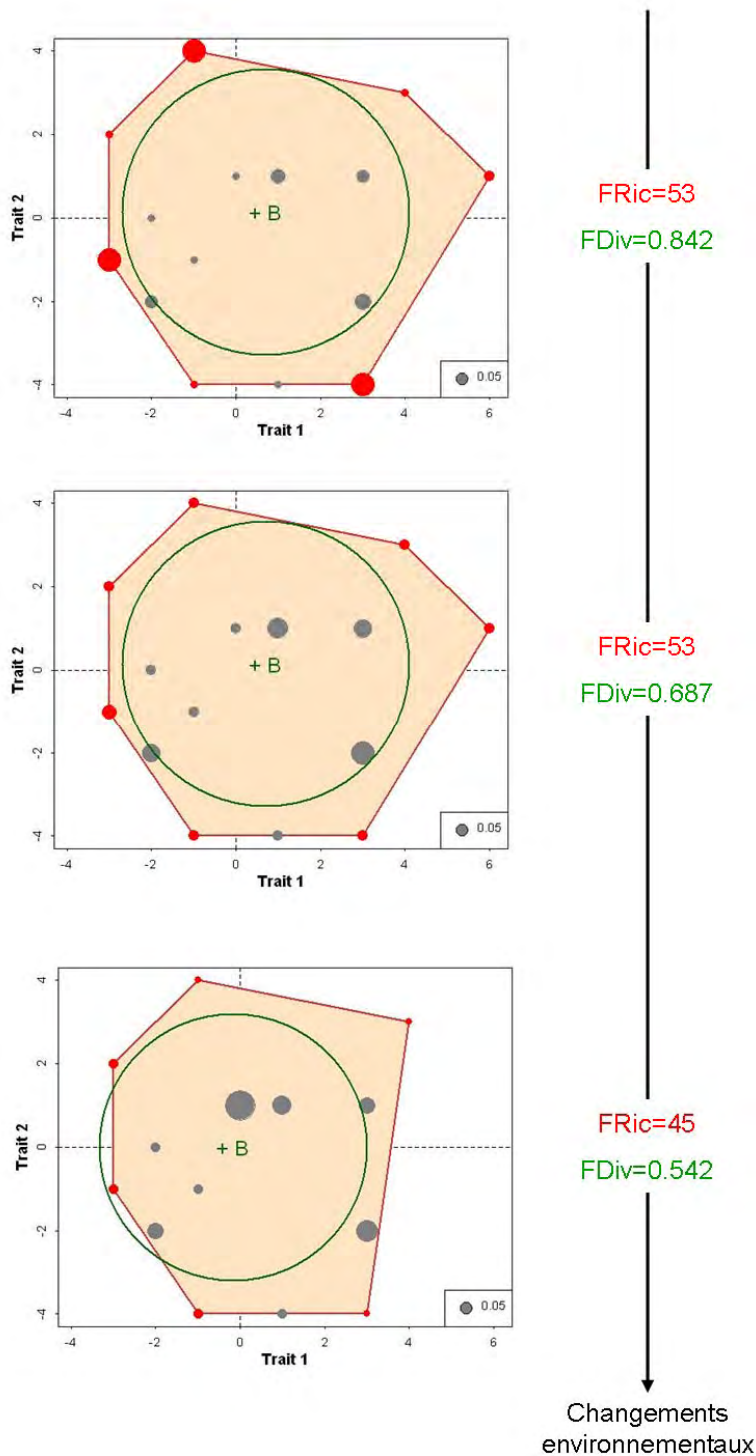 4
2
0
-2
-4
Trait 2
+ B
0.05
-4 -2 0 2 4 6
Trait 1
FRic=53
FDiv=0.842
4
2
0
-2
-4
Trait 2
+ B
0.05
-4 -2 0 2 4 6
Trait 1
FRic=53
FDiv=0.687
4
2
0
-2
-4
Trait 2
+ B
0.05
-4 -2 0 2 4 6
Trait 1
FRic=45
FDiv=0.542
Changements
environnementaux